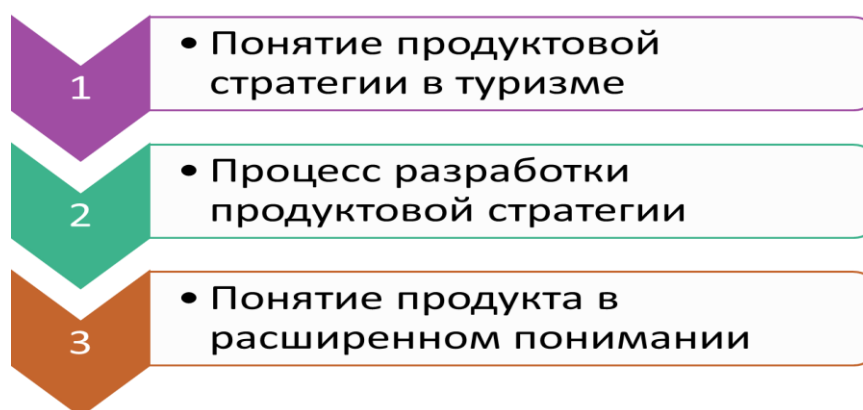 1
• Понятие продуктовой
стратегии в туризме
2
• Процесс разработки
продуктовой стратегии
3
• Понятие продукта в
расширенном понимании